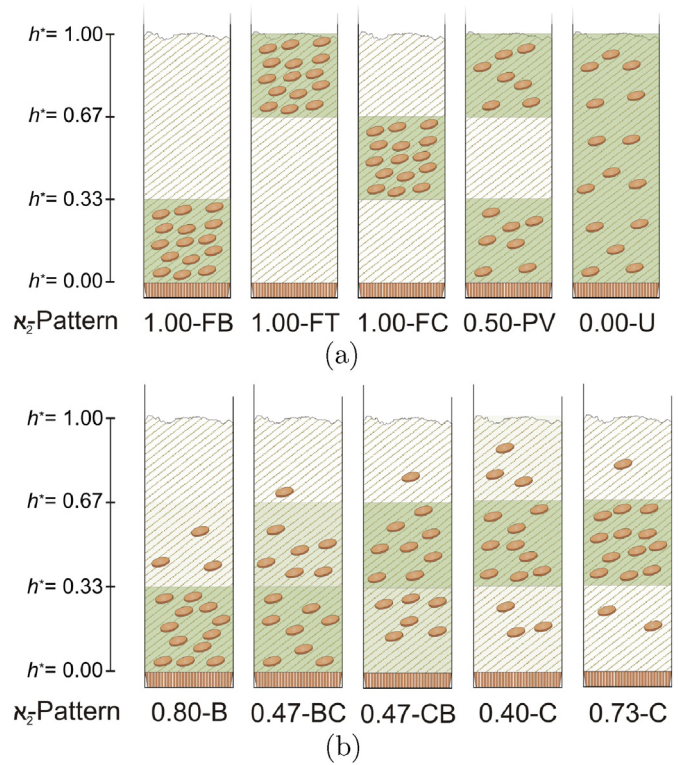 h*= 1.00
h*= 0.67
h*= 0.33
h*= 0.00
ϰ₂-Pattern 1.00-FB 1.00-FT 1.00-FC 0.50-PV 0.00-U
(a)
h*= 1.00
h*= 0.67
h*= 0.33
h*= 0.00
ϰ₂-Pattern 0.80-B 0.47-BC 0.47-CB 0.40-C 0.73-C
(b)